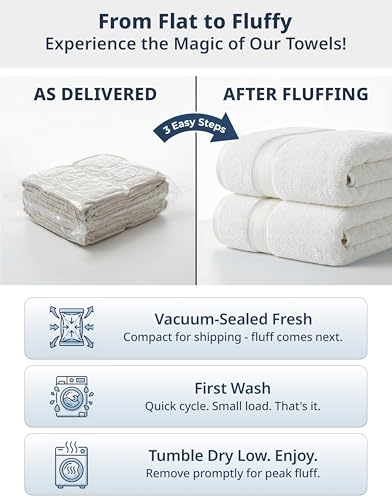 From Flat to Fluffy
Experience the Magic of Our Towels!
AS DELIVERED
3 Easy Steps
AFTER FLUFFING
Vacuum-Sealed Fresh
Compact for shipping - fluff comes next.
First Wash
Quick cycle. Small load. That's it.
Tumble Dry Low. Enjoy.
Remove promptly for peak fluff.